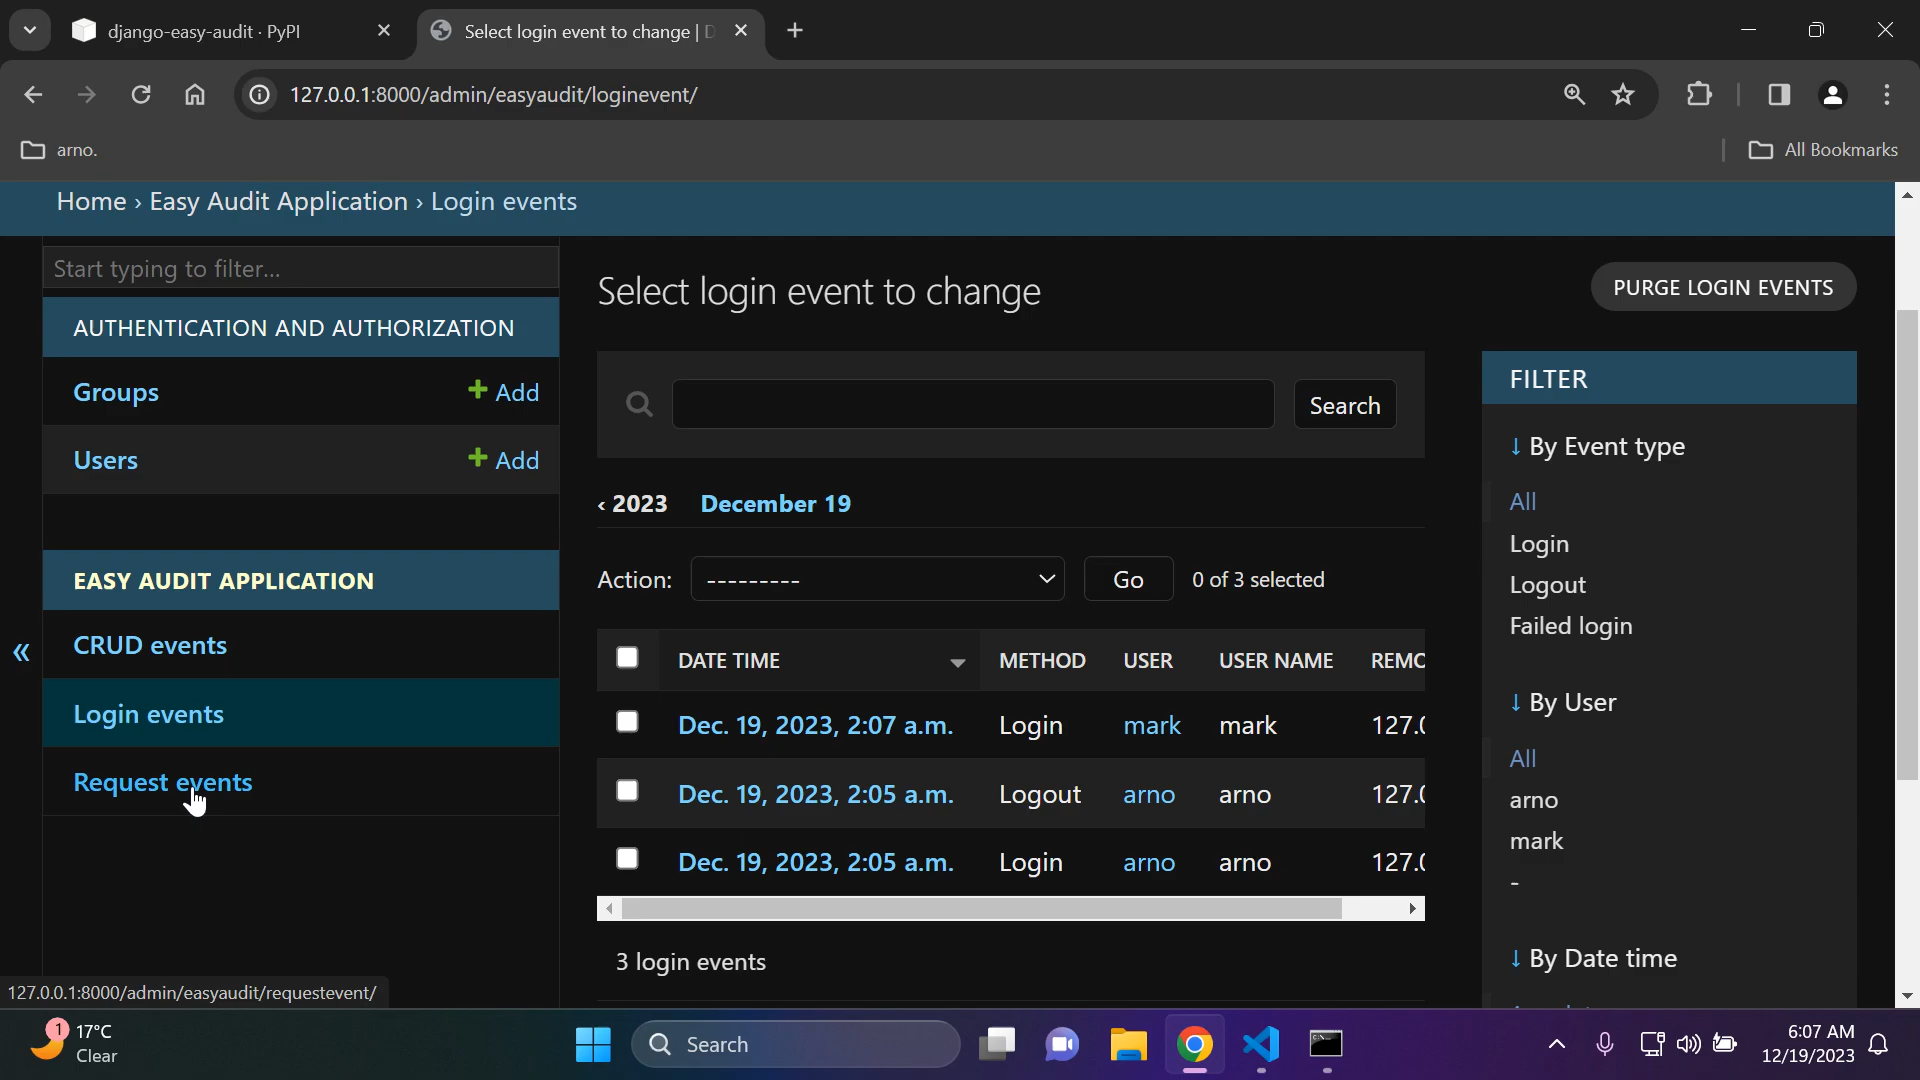 django-easy-audit · PyPI
Select login event to change | D
127.0.0.1:8000/admin/easyaudit/loginevent/
arno.
All Bookmarks
Home › Easy Audit Application › Login events
Start typing to filter...
AUTHENTICATION AND AUTHORIZATION
Groups + Add
Users + Add
EASY AUDIT APPLICATION
CRUD events
«
Login events
Request events
127.0.0.1:8000/admin/easyaudit/requestevent/
Select login event to change
PURGE LOGIN EVENTS
Search
‹ 2023 December 19
Action: --------- Go 0 of 3 selected
DATE TIME METHOD USER USER NAME REMO
Dec. 19, 2023, 2:07 a.m. Login mark mark 127.0
Dec. 19, 2023, 2:05 a.m. Logout arno arno 127.0
Dec. 19, 2023, 2:05 a.m. Login arno arno 127.0
3 login events
FILTER
↓ By Event type
All
Login
Logout
Failed login
↓ By User
All
arno
mark
-
↓ By Date time
1
17°C
Clear
Search
6:07 AM
12/19/2023